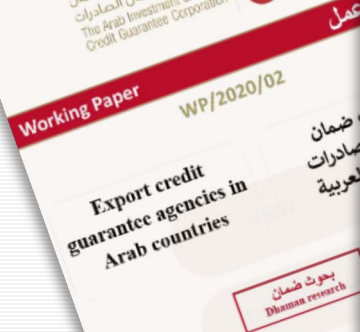 الصادرات
The Arab Investment
Credit Guarantee Corporation
عمل
Working Paper
WP/2020/02
Export credit
guarantee agencies in
Arab countries
ضمان
صادرات
لعربية
بحوث ضمان
Dhaman research